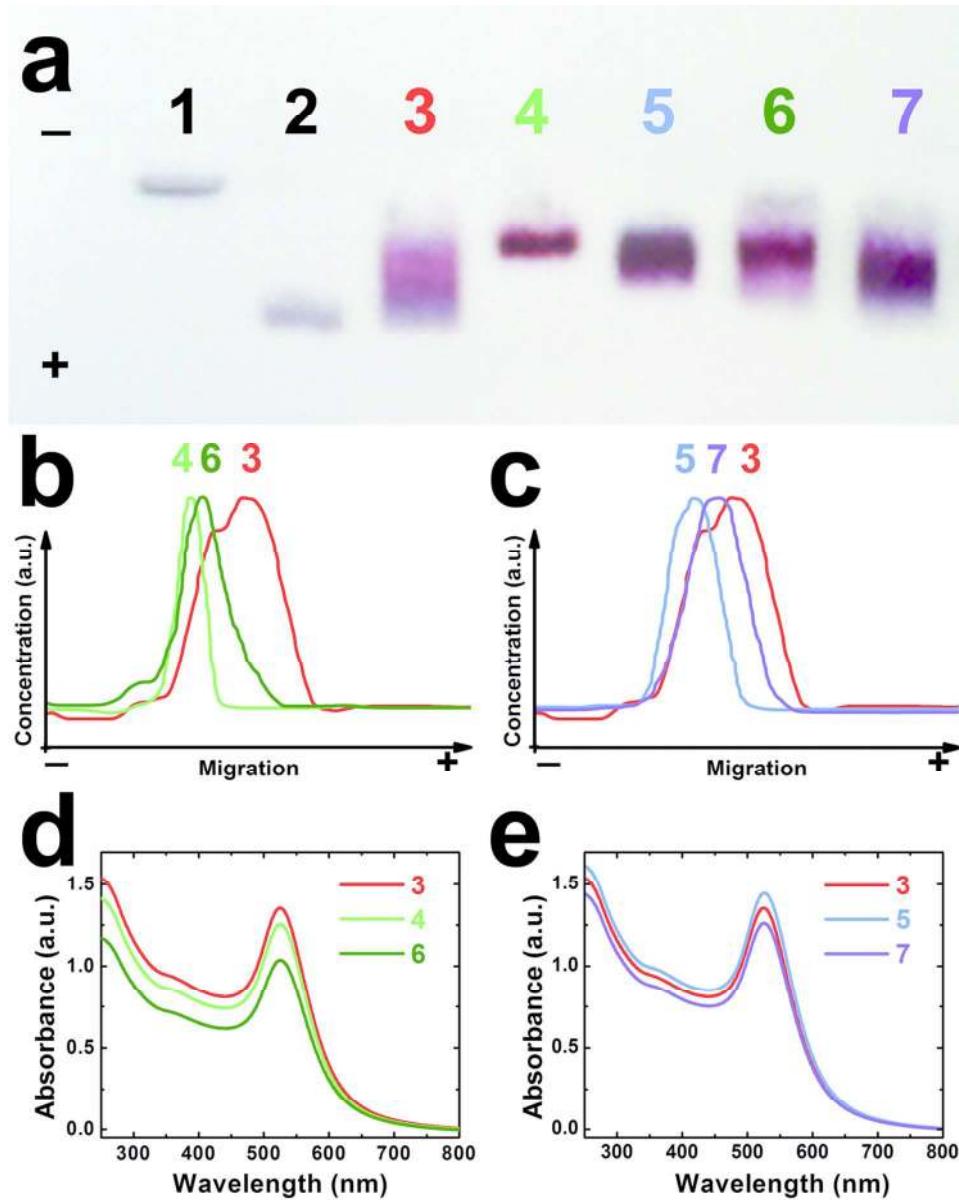 a
– 1 2 3 4 5 6 7
+
b
4 6 3
Concentration (a.u.)
– Migration +
c
5 7 3
Concentration (a.u.)
– Migration +
d
3
4
6
1.5
1.0
0.5
0.0
Absorbance (a.u.)
300 400 500 600 700 800
Wavelength (nm)
e
3
5
7
1.5
1.0
0.5
0.0
Absorbance (a.u.)
300 400 500 600 700 800
Wavelength (nm)